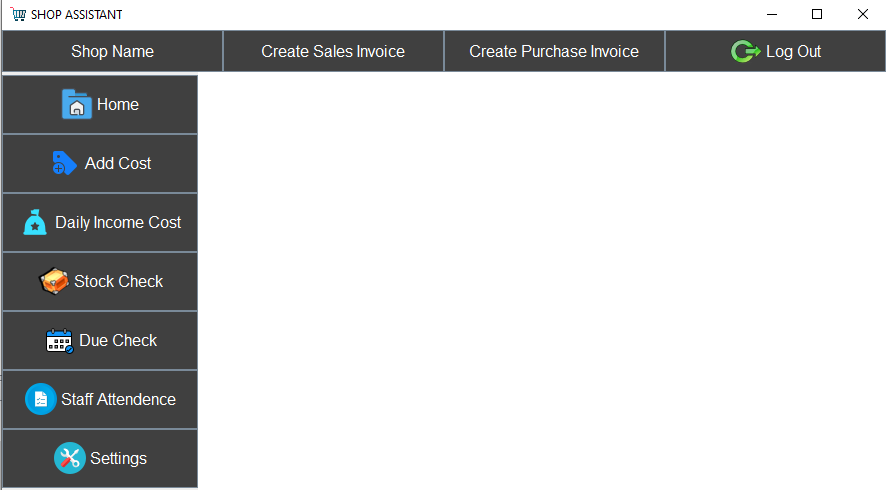 SHOP ASSISTANT
Shop Name
Create Sales Invoice
Create Purchase Invoice
Log Out
Home
Add Cost
Daily Income Cost
Stock Check
Due Check
Staff Attendence
Settings